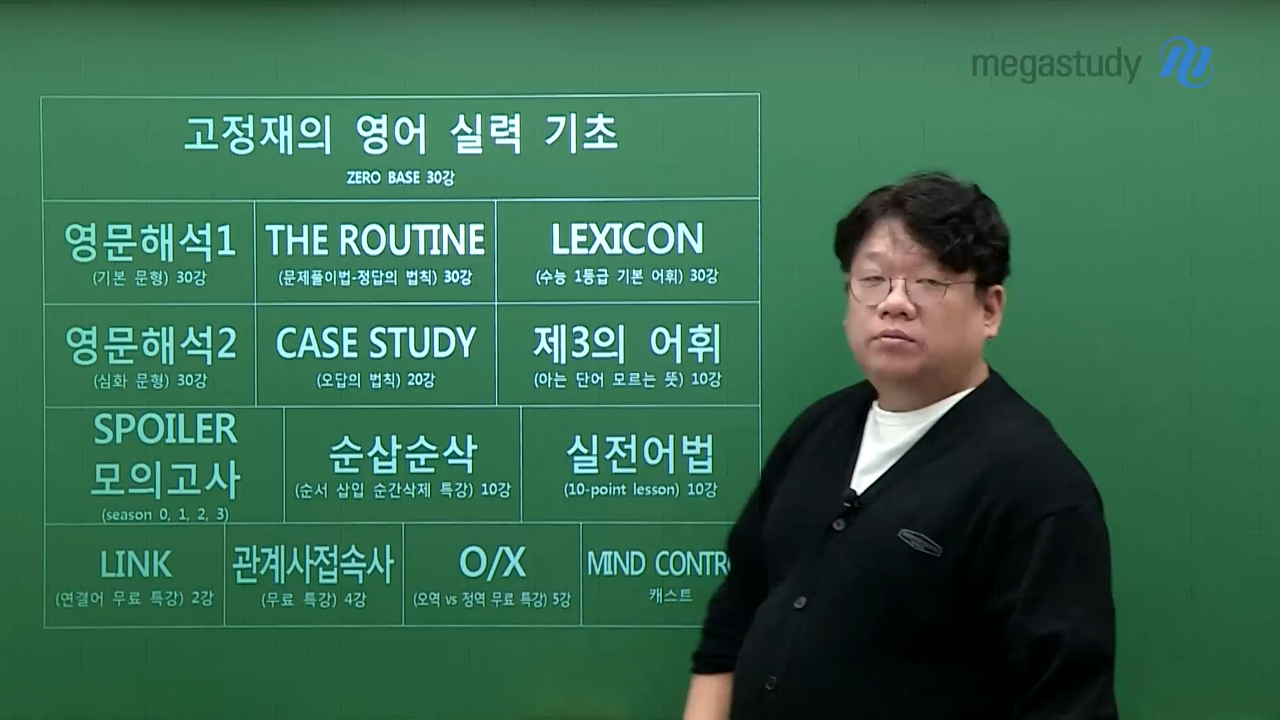 megastudy
고정재의 영어 실력 기초
ZERO BASE 30강
영문해석1
(기본 문형) 30강
THE ROUTINE
(문제풀이법-정답의 법칙) 30강
LEXICON
(수능 1등급 기본 어휘) 30강
영문해석2
(심화 문형) 30강
CASE STUDY
(오답의 법칙) 20강
제3의 어휘
(아는 단어 모르는 뜻) 10강
SPOILER
모의고사
(season 0, 1, 2, 3)
순삽순삭
(순서 삽입 순간삭제 특강) 10강
실전어법
(10-point lesson) 10강
LINK
(연결어 무료 특강) 2강
관계사접속사
(무료 특강) 4강
O/X
(오역 vs 정역 무료 특강) 5강
MIND CONTR
캐스트